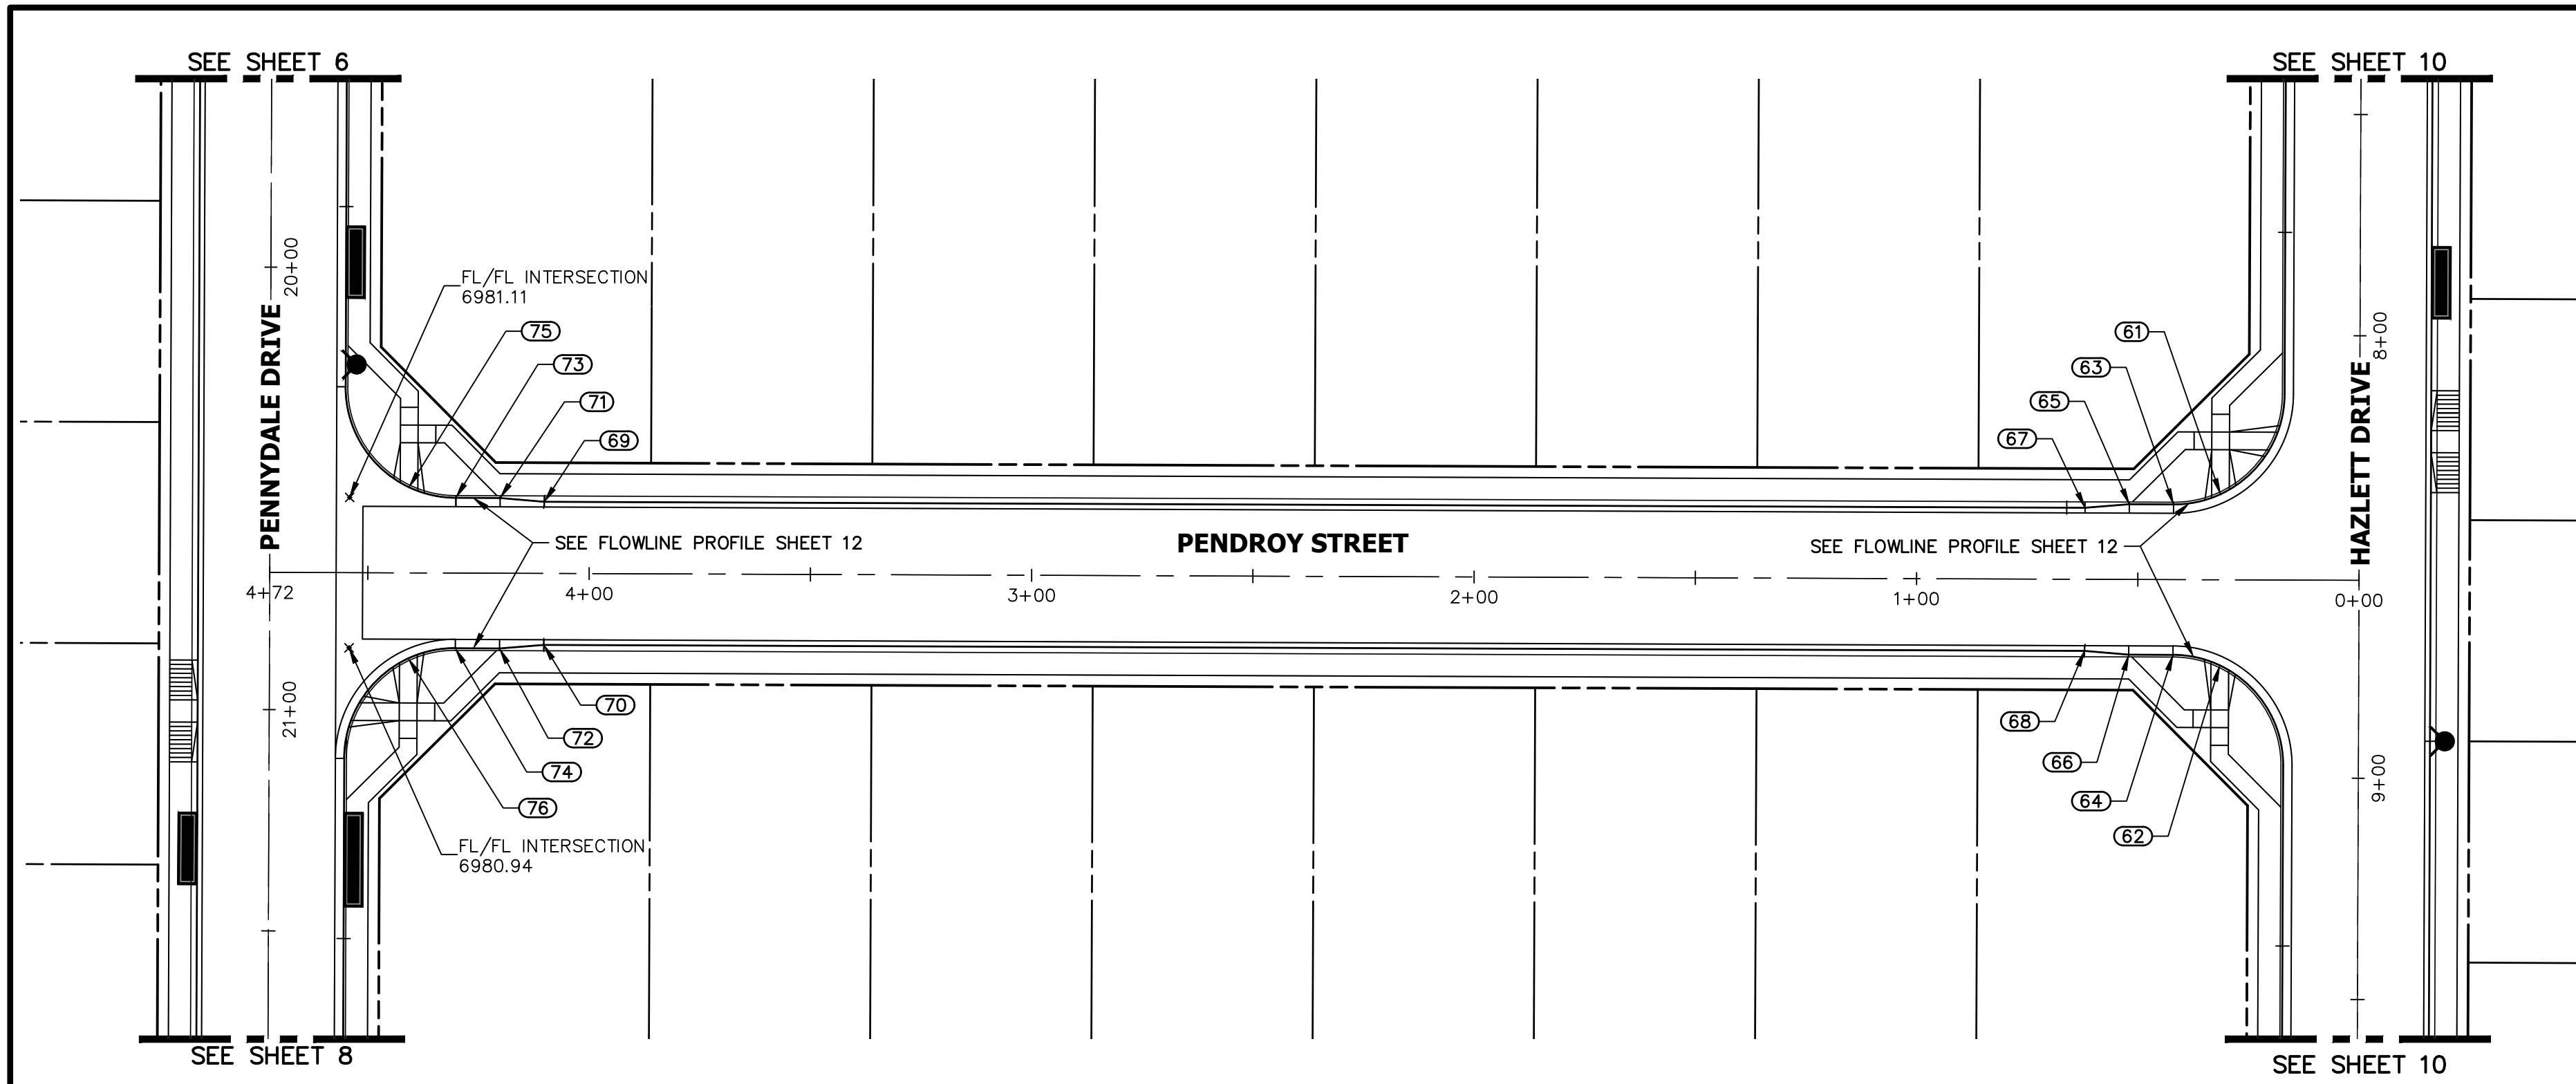 SEE SHEET 6
SEE SHEET 10
20+00
FL/FL INTERSECTION
6981.11
75
73
71
69
PENNYDALE DRIVE
61
63
65
67
8+00
HAZLETT DRIVE
SEE FLOWLINE PROFILE SHEET 12
PENDROY STREET
SEE FLOWLINE PROFILE SHEET 12
4+72
4+00
3+00
2+00
1+00
0+00
21+00
70
72
74
76
68
66
64
62
9+00
FL/FL INTERSECTION
6980.94
SEE SHEET 8
SEE SHEET 10